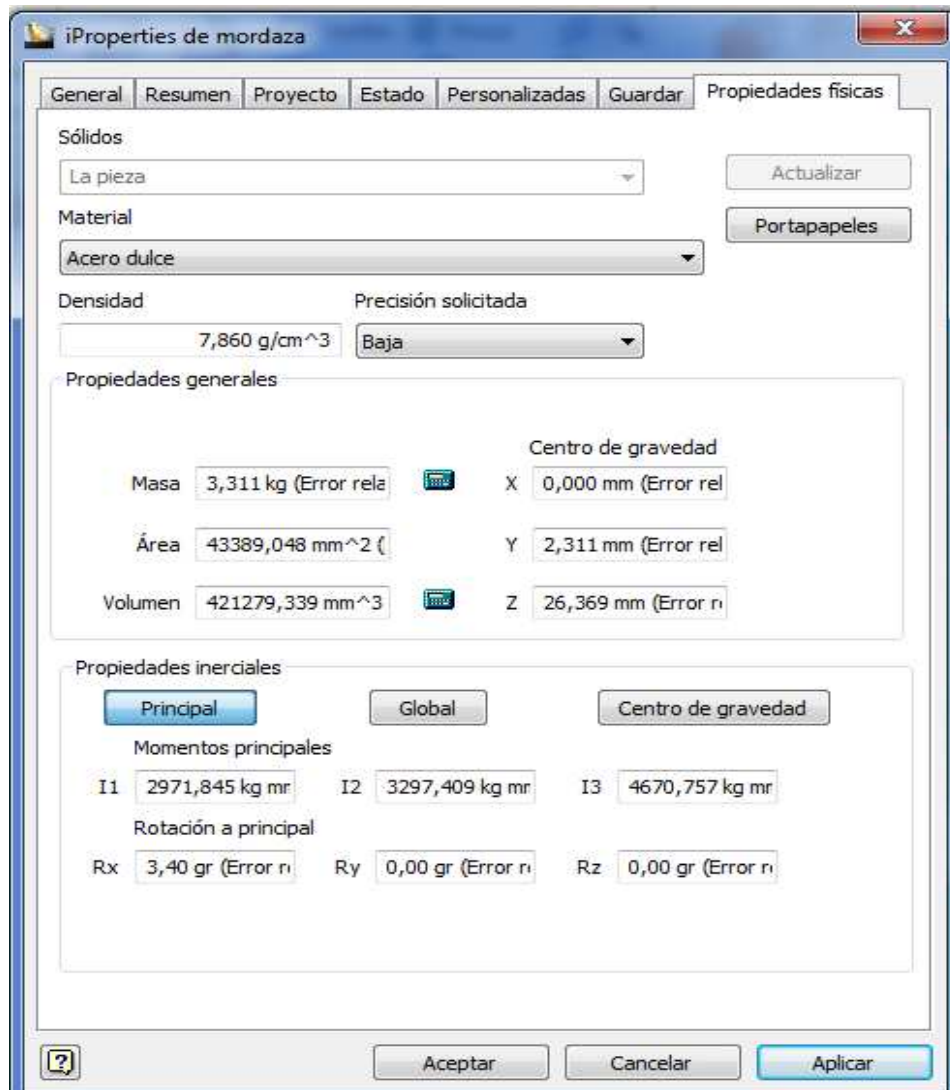 iProperties de mordaza
General Resumen Proyecto Estado Personalizadas Guardar Propiedades físicas
Sólidos
La pieza
Actualizar
Material
Portapapeles
Acero dulce
Densidad Precisión solicitada
7,860 g/cm^3 Baja
Propiedades generales
Centro de gravedad
Masa 3,311 kg (Error rela X 0,000 mm (Error rel
Área 43389,048 mm^2 ( Y 2,311 mm (Error rel
Volumen 421279,339 mm^3 Z 26,369 mm (Error r
Propiedades inerciales
Principal Global Centro de gravedad
Momentos principales
I1 2971,845 kg mr I2 3297,409 kg mr I3 4670,757 kg mr
Rotación a principal
Rx 3,40 gr (Error r Ry 0,00 gr (Error r Rz 0,00 gr (Error r
Aceptar Cancelar Aplicar